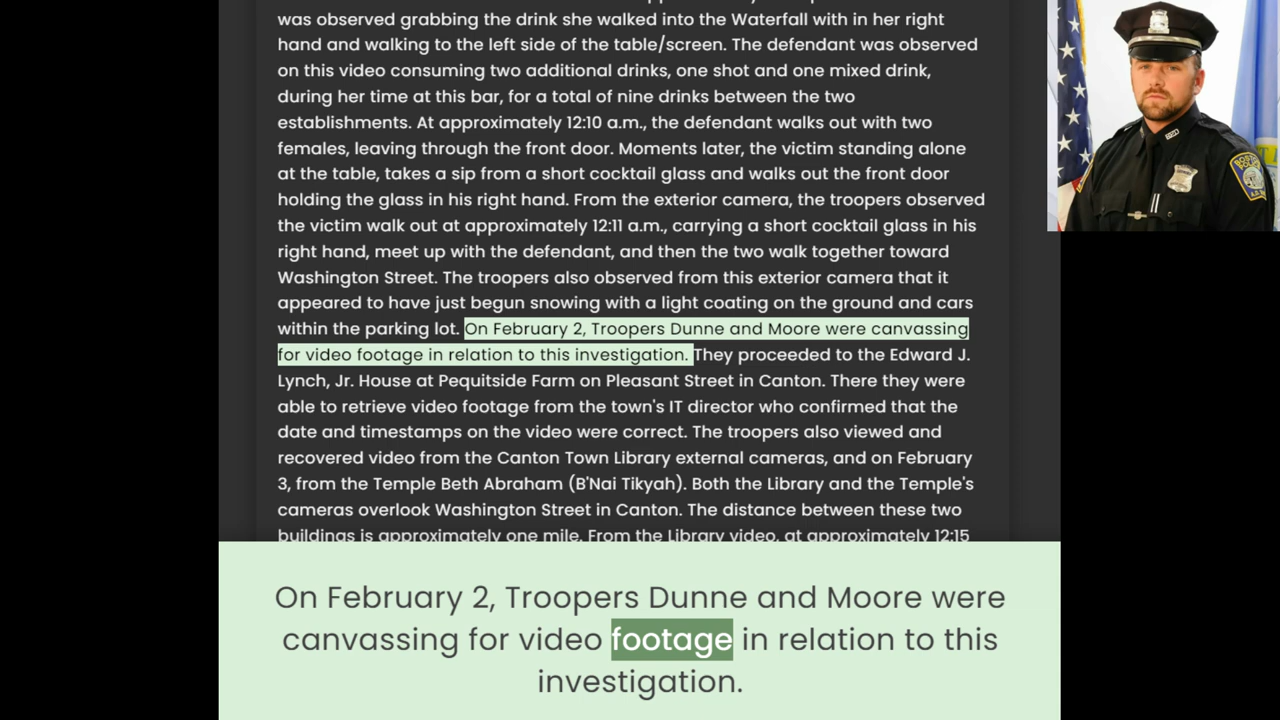 was observed grabbing the drink she walked into the Waterfall with in her right
hand and walking to the left side of the table/screen. The defendant was observed
on this video consuming two additional drinks, one shot and one mixed drink,
during her time at this bar, for a total of nine drinks between the two
establishments. At approximately 12:10 a.m., the defendant walks out with two
females, leaving through the front door. Moments later, the victim standing alone
at the table, takes a sip from a short cocktail glass and walks out the front door
holding the glass in his right hand. From the exterior camera, the troopers observed
the victim walk out at approximately 12:11 a.m., carrying a short cocktail glass in his
right hand, meet up with the defendant, and then the two walk together toward
Washington Street. The troopers also observed from this exterior camera that it
appeared to have just begun snowing with a light coating on the ground and cars
within the parking lot. On February 2, Troopers Dunne and Moore were canvassing
for video footage in relation to this investigation. They proceeded to the Edward J.
Lynch, Jr. House at Pequitside Farm on Pleasant Street in Canton. There they were
able to retrieve video footage from the town's IT director who confirmed that the
date and timestamps on the video were correct. The troopers also viewed and
recovered video from the Canton Town Library external cameras, and on February
3, from the Temple Beth Abraham (B'Nai Tikyah). Both the Library and the Temple's
cameras overlook Washington Street in Canton. The distance between these two
buildings is approximately one mile. From the Library video, at approximately 12:15
On February 2, Troopers Dunne and Moore were
canvassing for video footage in relation to this
investigation.